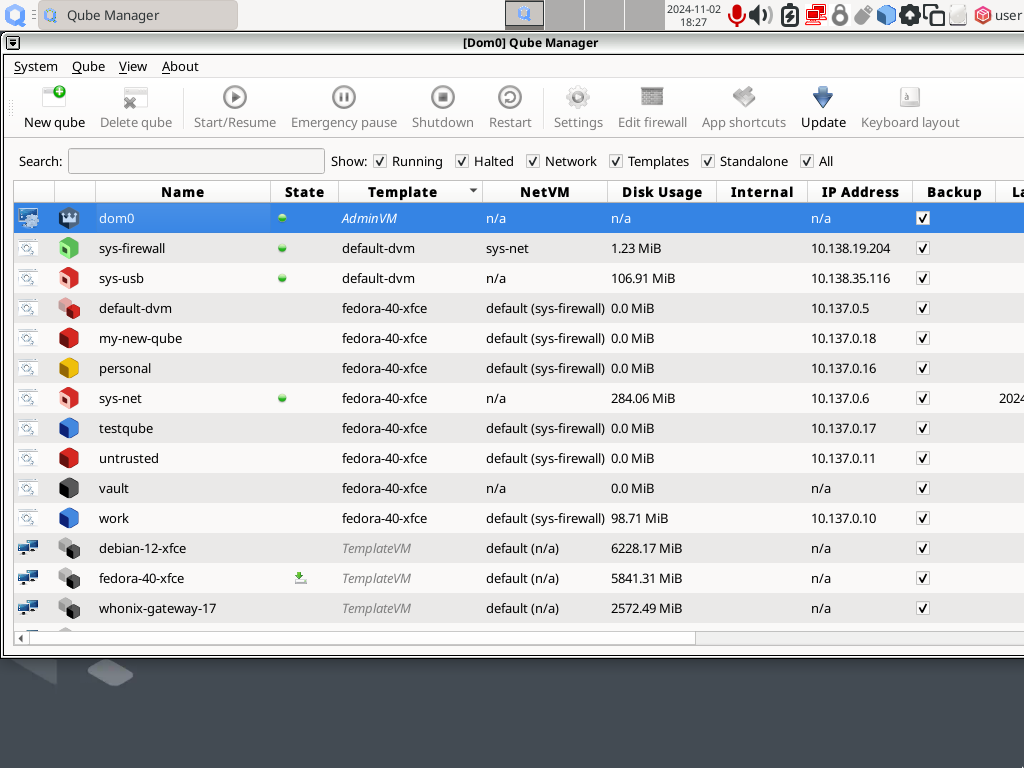 Qube Manager
2024-11-02
18:27
user
[Dom0] Qube Manager
System Qube View About
New qube Delete qube Start/Resume Emergency pause Shutdown Restart Settings Edit firewall App shortcuts Update Keyboard layout
Search: Show: Running Halted Network Templates Standalone All
Name State Template NetVM Disk Usage Internal IP Address Backup La
dom0 AdminVM n/a n/a n/a
sys-firewall default-dvm sys-net 1.23 MiB 10.138.19.204
sys-usb default-dvm n/a 106.91 MiB 10.138.35.116
default-dvm fedora-40-xfce default (sys-firewall) 0.0 MiB 10.137.0.5
my-new-qube fedora-40-xfce default (sys-firewall) 0.0 MiB 10.137.0.18
personal fedora-40-xfce default (sys-firewall) 0.0 MiB 10.137.0.16
sys-net fedora-40-xfce n/a 284.06 MiB 10.137.0.6 2024
testqube fedora-40-xfce default (sys-firewall) 0.0 MiB 10.137.0.17
untrusted fedora-40-xfce default (sys-firewall) 0.0 MiB 10.137.0.11
vault fedora-40-xfce n/a 0.0 MiB n/a
work fedora-40-xfce default (sys-firewall) 98.71 MiB 10.137.0.10
debian-12-xfce TemplateVM default (n/a) 6228.17 MiB n/a
fedora-40-xfce TemplateVM default (n/a) 5841.31 MiB n/a
whonix-gateway-17 TemplateVM default (n/a) 2572.49 MiB n/a